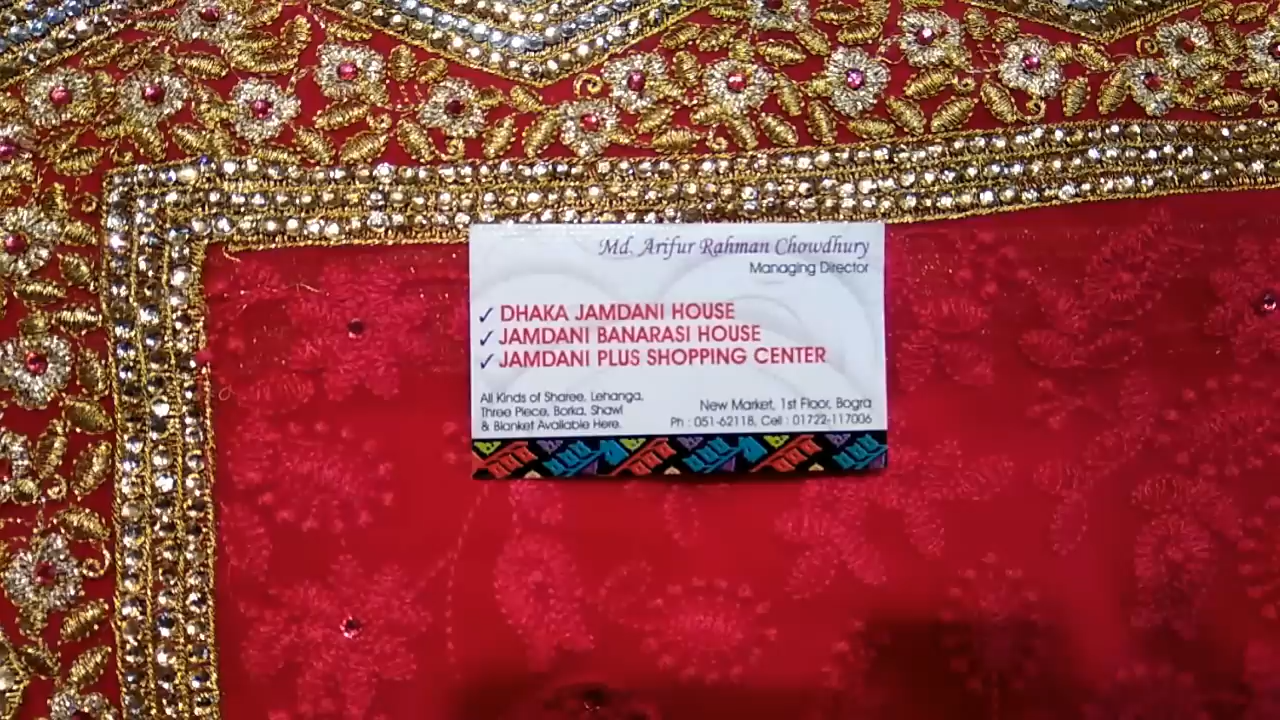 Md. Arifur Rahman Chowdhury
Managing Director
✓ DHAKA JAMDANI HOUSE
✓ JAMDANI BANARASI HOUSE
✓ JAMDANI PLUS SHOPPING CENTER
All Kinds of Sharee, Lehanga,
Three Piece, Borka, Shawl
& Blanket Available Here.
New Market, 1st Floor, Bogra
Ph : 051-62118, Cell : 01722-117006